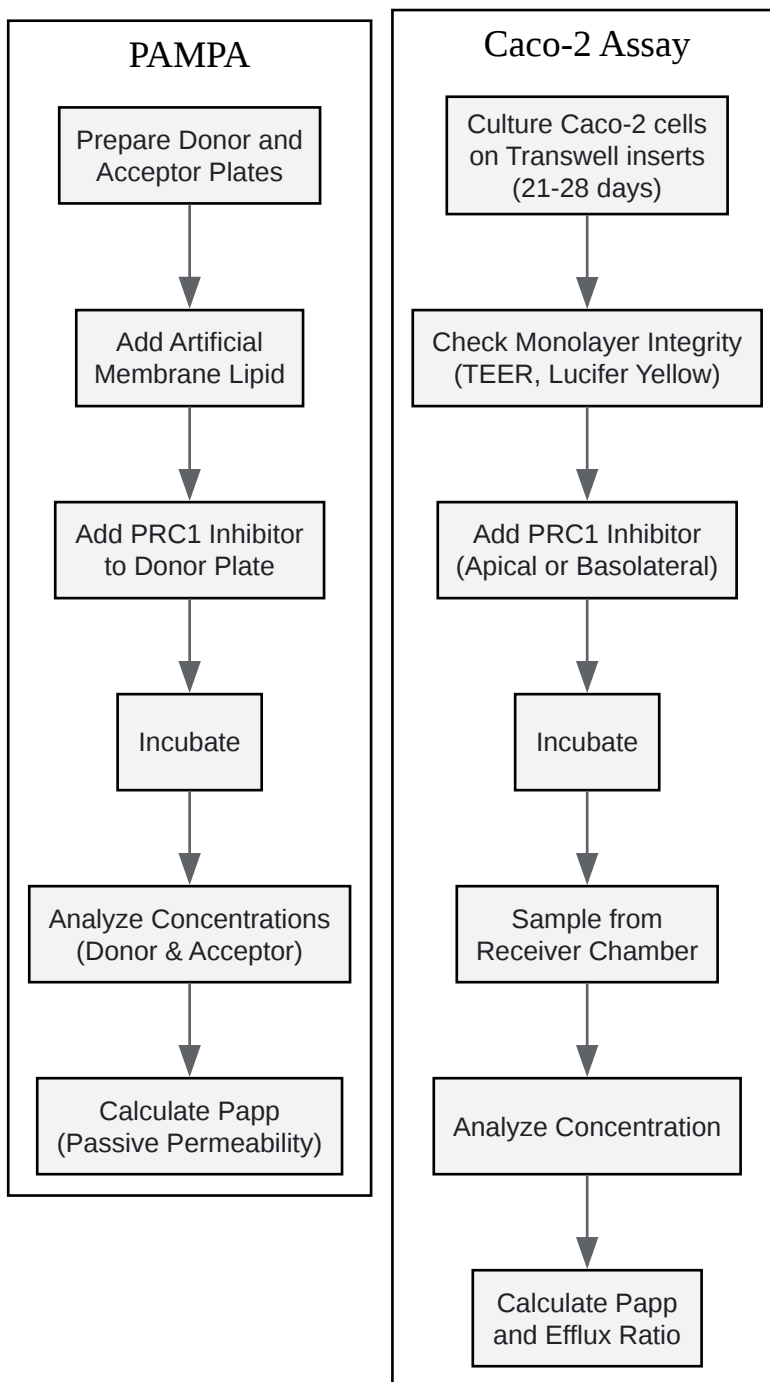 PAMPA
Prepare Donor and
Acceptor Plates
Add Artificial
Membrane Lipid
Add PRC1 Inhibitor
to Donor Plate
Incubate
Analyze Concentrations
(Donor & Acceptor)
Calculate Papp
(Passive Permeability)
Caco-2 Assay
Culture Caco-2 cells
on Transwell inserts
(21-28 days)
Check Monolayer Integrity
(TEER, Lucifer Yellow)
Add PRC1 Inhibitor
(Apical or Basolateral)
Incubate
Sample from
Receiver Chamber
Analyze Concentration
Calculate Papp
and Efflux Ratio